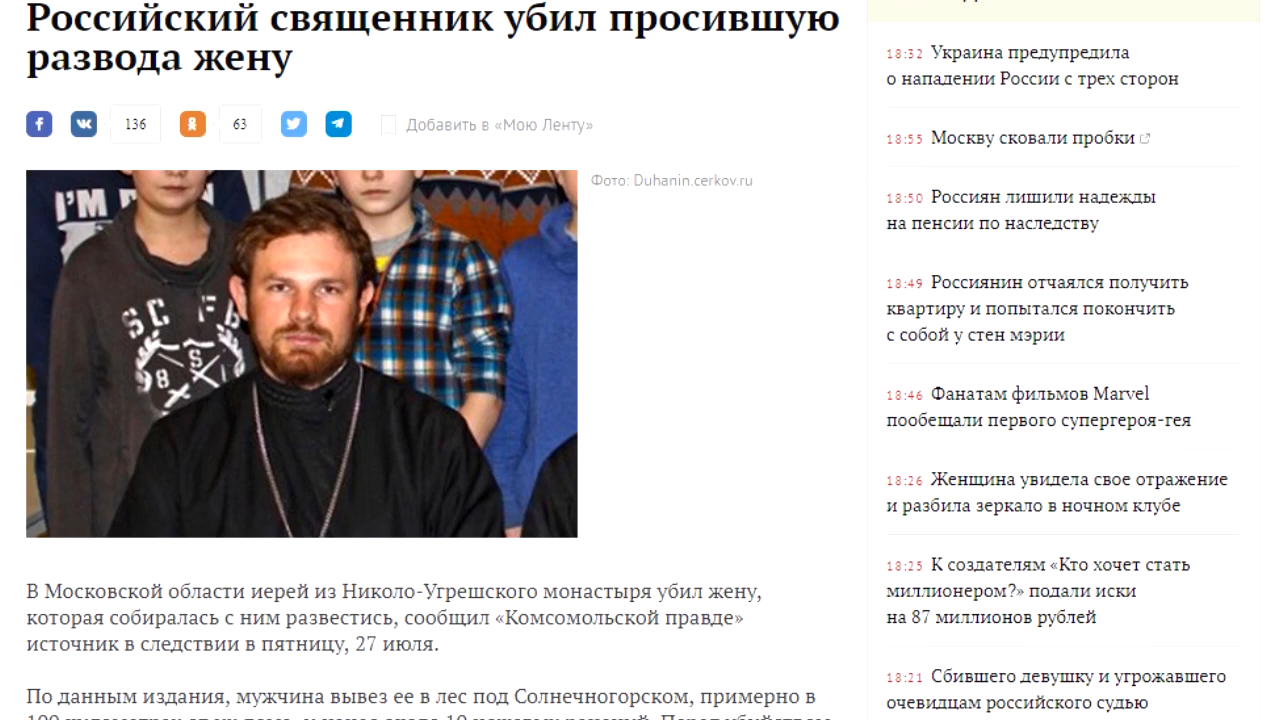 Российский священник убил просившую
развода жену
136
63
Добавить в «Мою Ленту»
Фото: Duhanin.cerkov.ru
I'M
SC FB
8 S
В Московской области иерей из Николо-Угрешского монастыря убил жену,
которая собиралась с ним развестись, сообщил «Комсомольской правде»
источник в следствии в пятницу, 27 июля.
По данным издания, мужчина вывез ее в лес под Солнечногорском, примерно в
18:32 Украина предупредила
о нападении России с трех сторон
18:55 Москву сковали пробки
18:50 Россиян лишили надежды
на пенсии по наследству
18:49 Россиянин отчаялся получить
квартиру и попытался покончить
с собой у стен мэрии
18:46 Фанатам фильмов Marvel
пообещали первого супергероя-гея
18:26 Женщина увидела свое отражение
и разбила зеркало в ночном клубе
18:25 К создателям «Кто хочет стать
миллионером?» подали иски
на 87 миллионов рублей
18:21 Сбившего девушку и угрожавшего
очевидцам российского судью